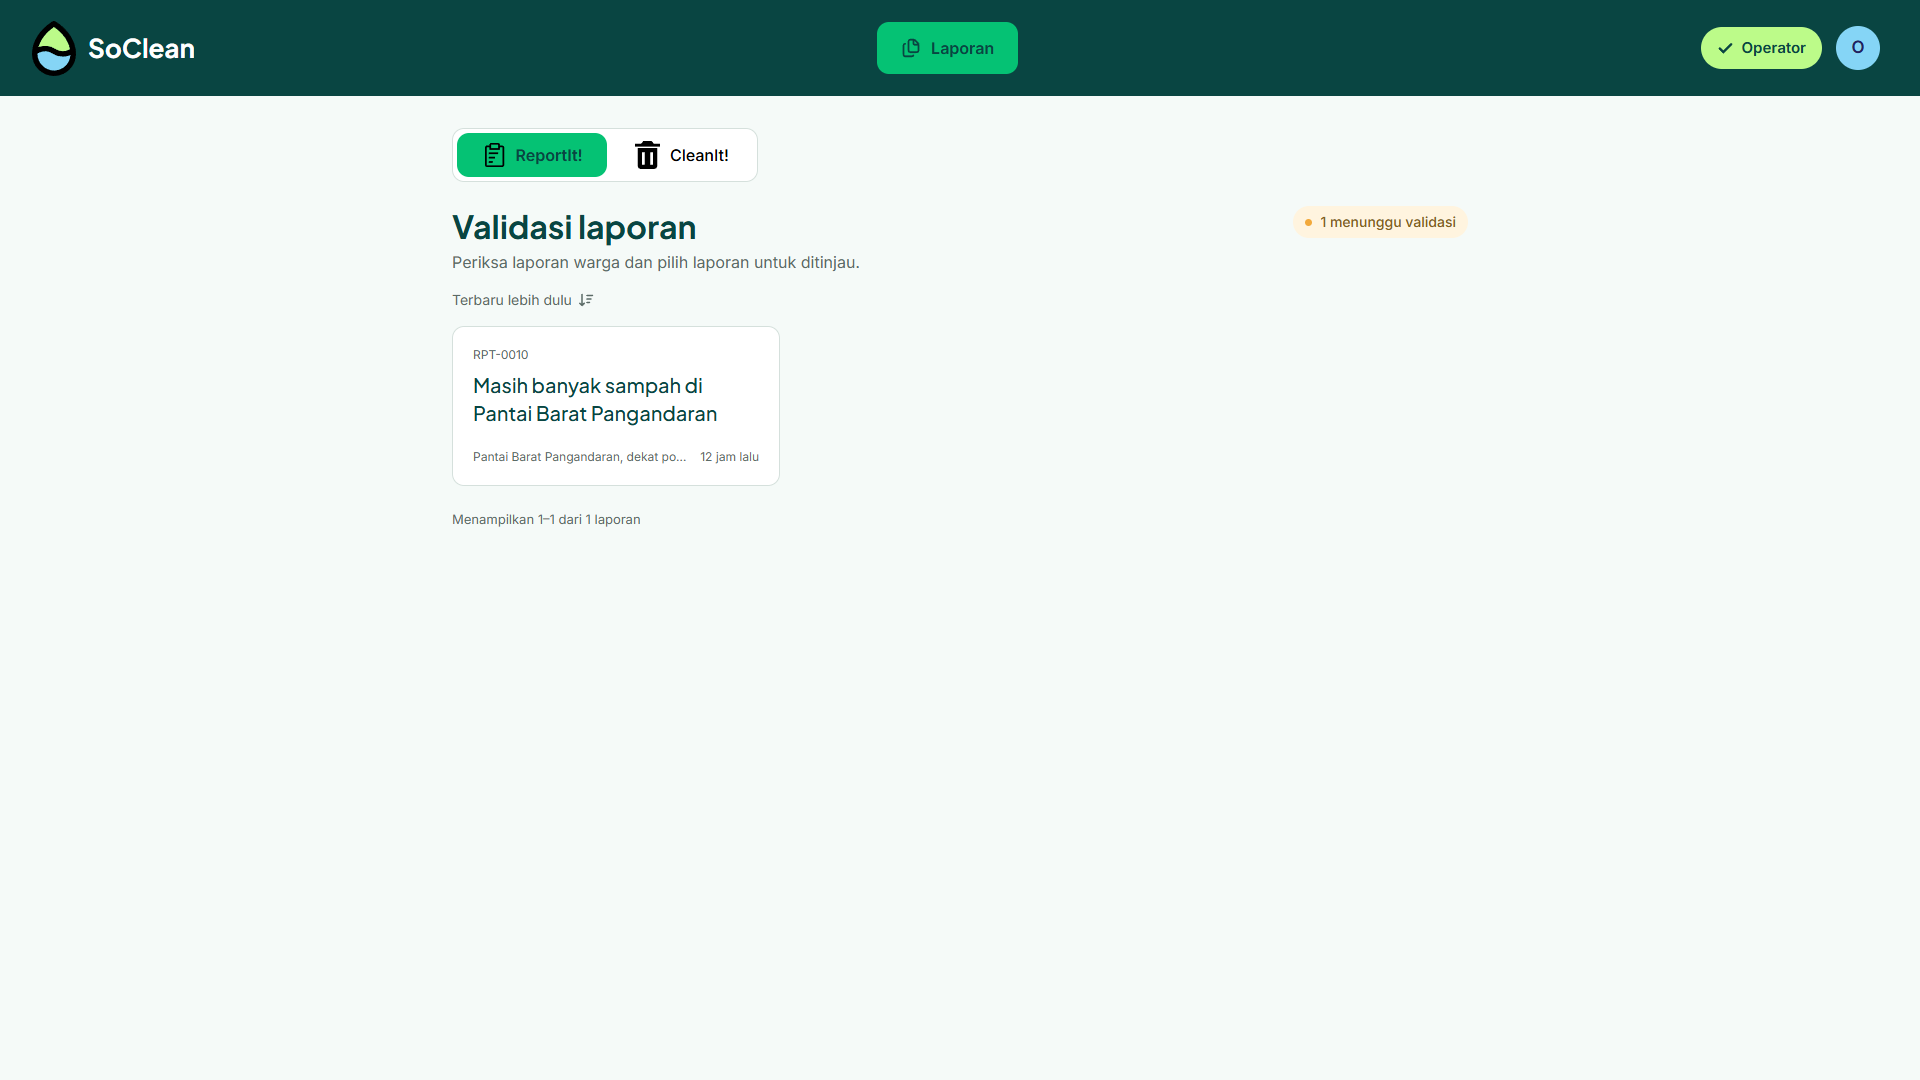 SoClean
Laporan
Operator
O
ReportIt!
CleanIt!
Validasi laporan
1 menunggu validasi
Periksa laporan warga dan pilih laporan untuk ditinjau.
Terbaru lebih dulu
RPT-0010
Masih banyak sampah di
Pantai Barat Pangandaran
Pantai Barat Pangandaran, dekat po...
12 jam lalu
Menampilkan 1–1 dari 1 laporan